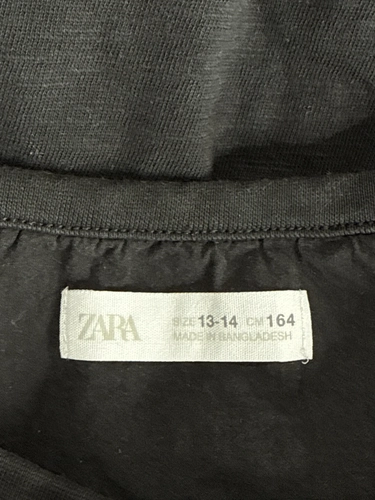 ZARA
SIZE 13-14 CM 164
MADE IN BANGLADESH